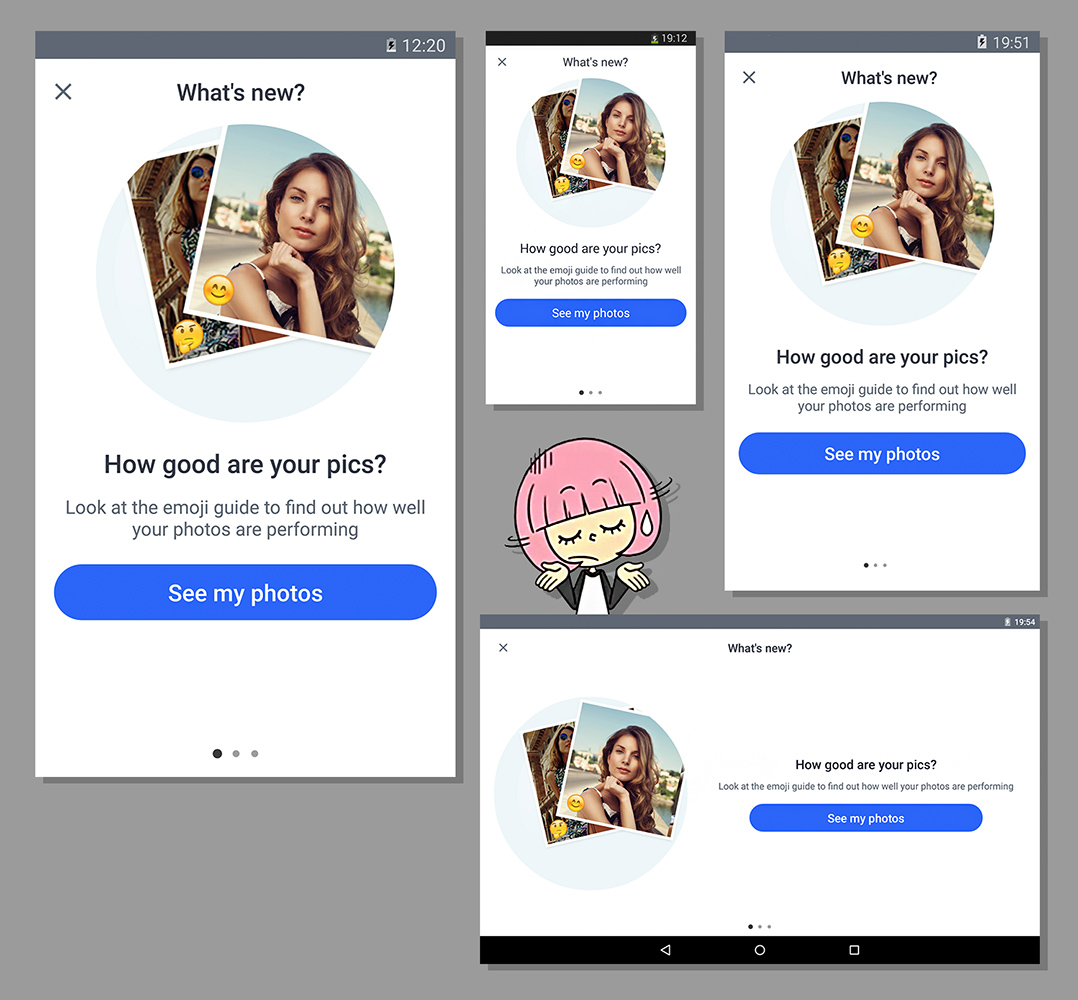 12:20
What's new?
How good are your pics?
Look at the emoji guide to find out how well
your photos are performing
See my photos
19:12
What's new?
How good are your pics?
Look at the emoji guide to find out how well
your photos are performing
See my photos
19:51
What's new?
How good are your pics?
Look at the emoji guide to find out how well
your photos are performing
See my photos
19:54
What's new?
How good are your pics?
Look at the emoji guide to find out how well your photos are performing
See my photos